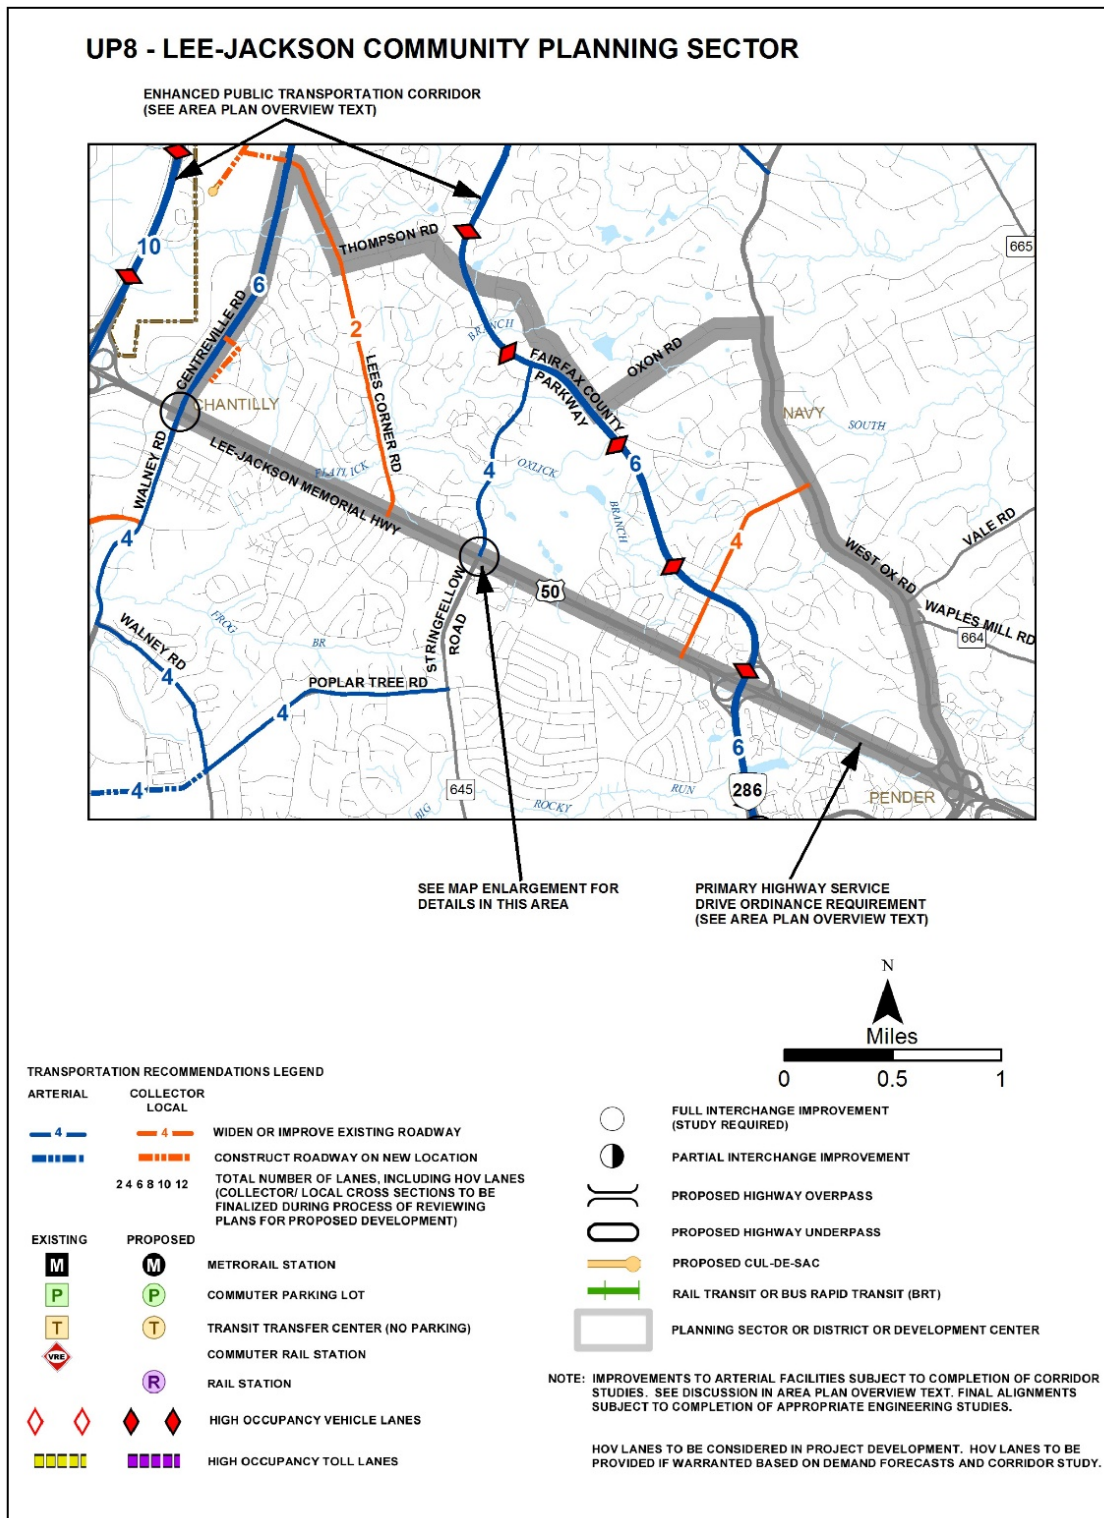 UP8 - LEE-JACKSON COMMUNITY PLANNING SECTOR
ENHANCED PUBLIC TRANSPORTATION CORRIDOR
(SEE AREA PLAN OVERVIEW TEXT)
10
6
THOMPSON RD
665
CENTREVILLE RD
2
BRANCH
FAIRFAX COUNTY
PARKWAY
OXON RD
LEES CORNER RD
CHANTILLY
NAVY
SOUTH
WALNEY RD
LEE-JACKSON MEMORIAL HWY
FLATLICK
4
OXLICK
6
BRANCH
4
4
VALE RD
WEST OX RD
50
STRINGFELLOW
ROAD
WAPLES MILL RD
664
FROG
BR
WALNEY RD
4
POPLAR TREE RD
4
4
6
645
286
BIG
ROCKY
RUN
PENDER
SEE MAP ENLARGEMENT FOR
DETAILS IN THIS AREA
PRIMARY HIGHWAY SERVICE
DRIVE ORDINANCE REQUIREMENT
(SEE AREA PLAN OVERVIEW TEXT)
N
Miles
0 0.5 1
TRANSPORTATION RECOMMENDATIONS LEGEND
ARTERIAL
COLLECTOR
LOCAL
4 4 WIDEN OR IMPROVE EXISTING ROADWAY
CONSTRUCT ROADWAY ON NEW LOCATION
2 4 6 8 10 12
TOTAL NUMBER OF LANES, INCLUDING HOV LANES
(COLLECTOR/ LOCAL CROSS SECTIONS TO BE
FINALIZED DURING PROCESS OF REVIEWING
PLANS FOR PROPOSED DEVELOPMENT)
EXISTING PROPOSED
M M METRORAIL STATION
P P COMMUTER PARKING LOT
T T TRANSIT TRANSFER CENTER (NO PARKING)
VRE COMMUTER RAIL STATION
R RAIL STATION
HIGH OCCUPANCY VEHICLE LANES
HIGH OCCUPANCY TOLL LANES
FULL INTERCHANGE IMPROVEMENT
(STUDY REQUIRED)
PARTIAL INTERCHANGE IMPROVEMENT
PROPOSED HIGHWAY OVERPASS
PROPOSED HIGHWAY UNDERPASS
PROPOSED CUL-DE-SAC
RAIL TRANSIT OR BUS RAPID TRANSIT (BRT)
PLANNING SECTOR OR DISTRICT OR DEVELOPMENT CENTER
NOTE: IMPROVEMENTS TO ARTERIAL FACILITIES SUBJECT TO COMPLETION OF CORRIDOR
STUDIES. SEE DISCUSSION IN AREA PLAN OVERVIEW TEXT. FINAL ALIGNMENTS
SUBJECT TO COMPLETION OF APPROPRIATE ENGINEERING STUDIES.
HOV LANES TO BE CONSIDERED IN PROJECT DEVELOPMENT. HOV LANES TO BE
PROVIDED IF WARRANTED BASED ON DEMAND FORECASTS AND CORRIDOR STUDY.